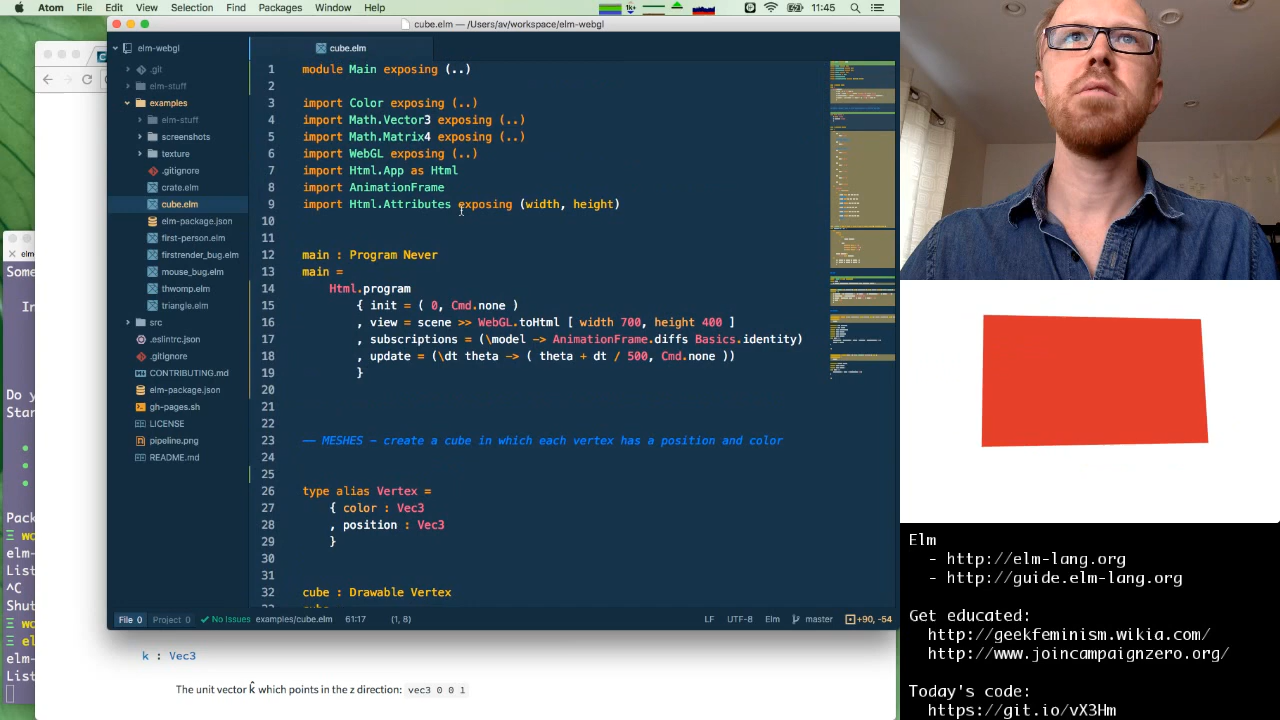 Atom File Edit View Selection Find Packages Window Help 11:45
cube.elm — /Users/av/workspace/elm-webgl
elm-webgl
.git
elm-stuff
examples
elm-stuff
screenshots
texture
.gitignore
crate.elm
cube.elm
elm-package.json
first-person.elm
firstrender_bug.elm
mouse_bug.elm
thwomp.elm
triangle.elm
src
.eslintrc.json
.gitignore
CONTRIBUTING.md
elm-package.json
gh-pages.sh
LICENSE
pipeline.png
README.md
cube.elm
1 module Main exposing (..)
2
3 import Color exposing (..)
4 import Math.Vector3 exposing (..)
5 import Math.Matrix4 exposing (..)
6 import WebGL exposing (..)
7 import Html.App as Html
8 import AnimationFrame
9 import Html.Attributes exposing (width, height)
10
11
12 main : Program Never
13 main =
14 Html.program
15 { init = ( 0, Cmd.none )
16 , view = scene >> WebGL.toHtml [ width 700, height 400 ]
17 , subscriptions = (\model -> AnimationFrame.diffs Basics.identity)
18 , update = (\dt theta -> ( theta + dt / 500, Cmd.none ))
19 }
20
21
22
23 -- MESHES - create a cube in which each vertex has a position and color
24
25
26 type alias Vertex =
27 { color : Vec3
28 , position : Vec3
29 }
30
31
32 cube : Drawable Vertex
File 0 Project 0 No Issues examples/cube.elm 61:17 (1, 8) LF UTF-8 Elm master +90, -54
elm
Some
In
Do y
Star
Pack
elm-
List
^C
Shut
elm-
List
k : Vec3
The unit vector k̂ which points in the z direction: vec3 0 0 1
Elm
- http://elm-lang.org
- http://guide.elm-lang.org
Get educated:
http://geekfeminism.wikia.com/
http://www.joincampaignzero.org/
Today's code:
https://git.io/vX3Hm